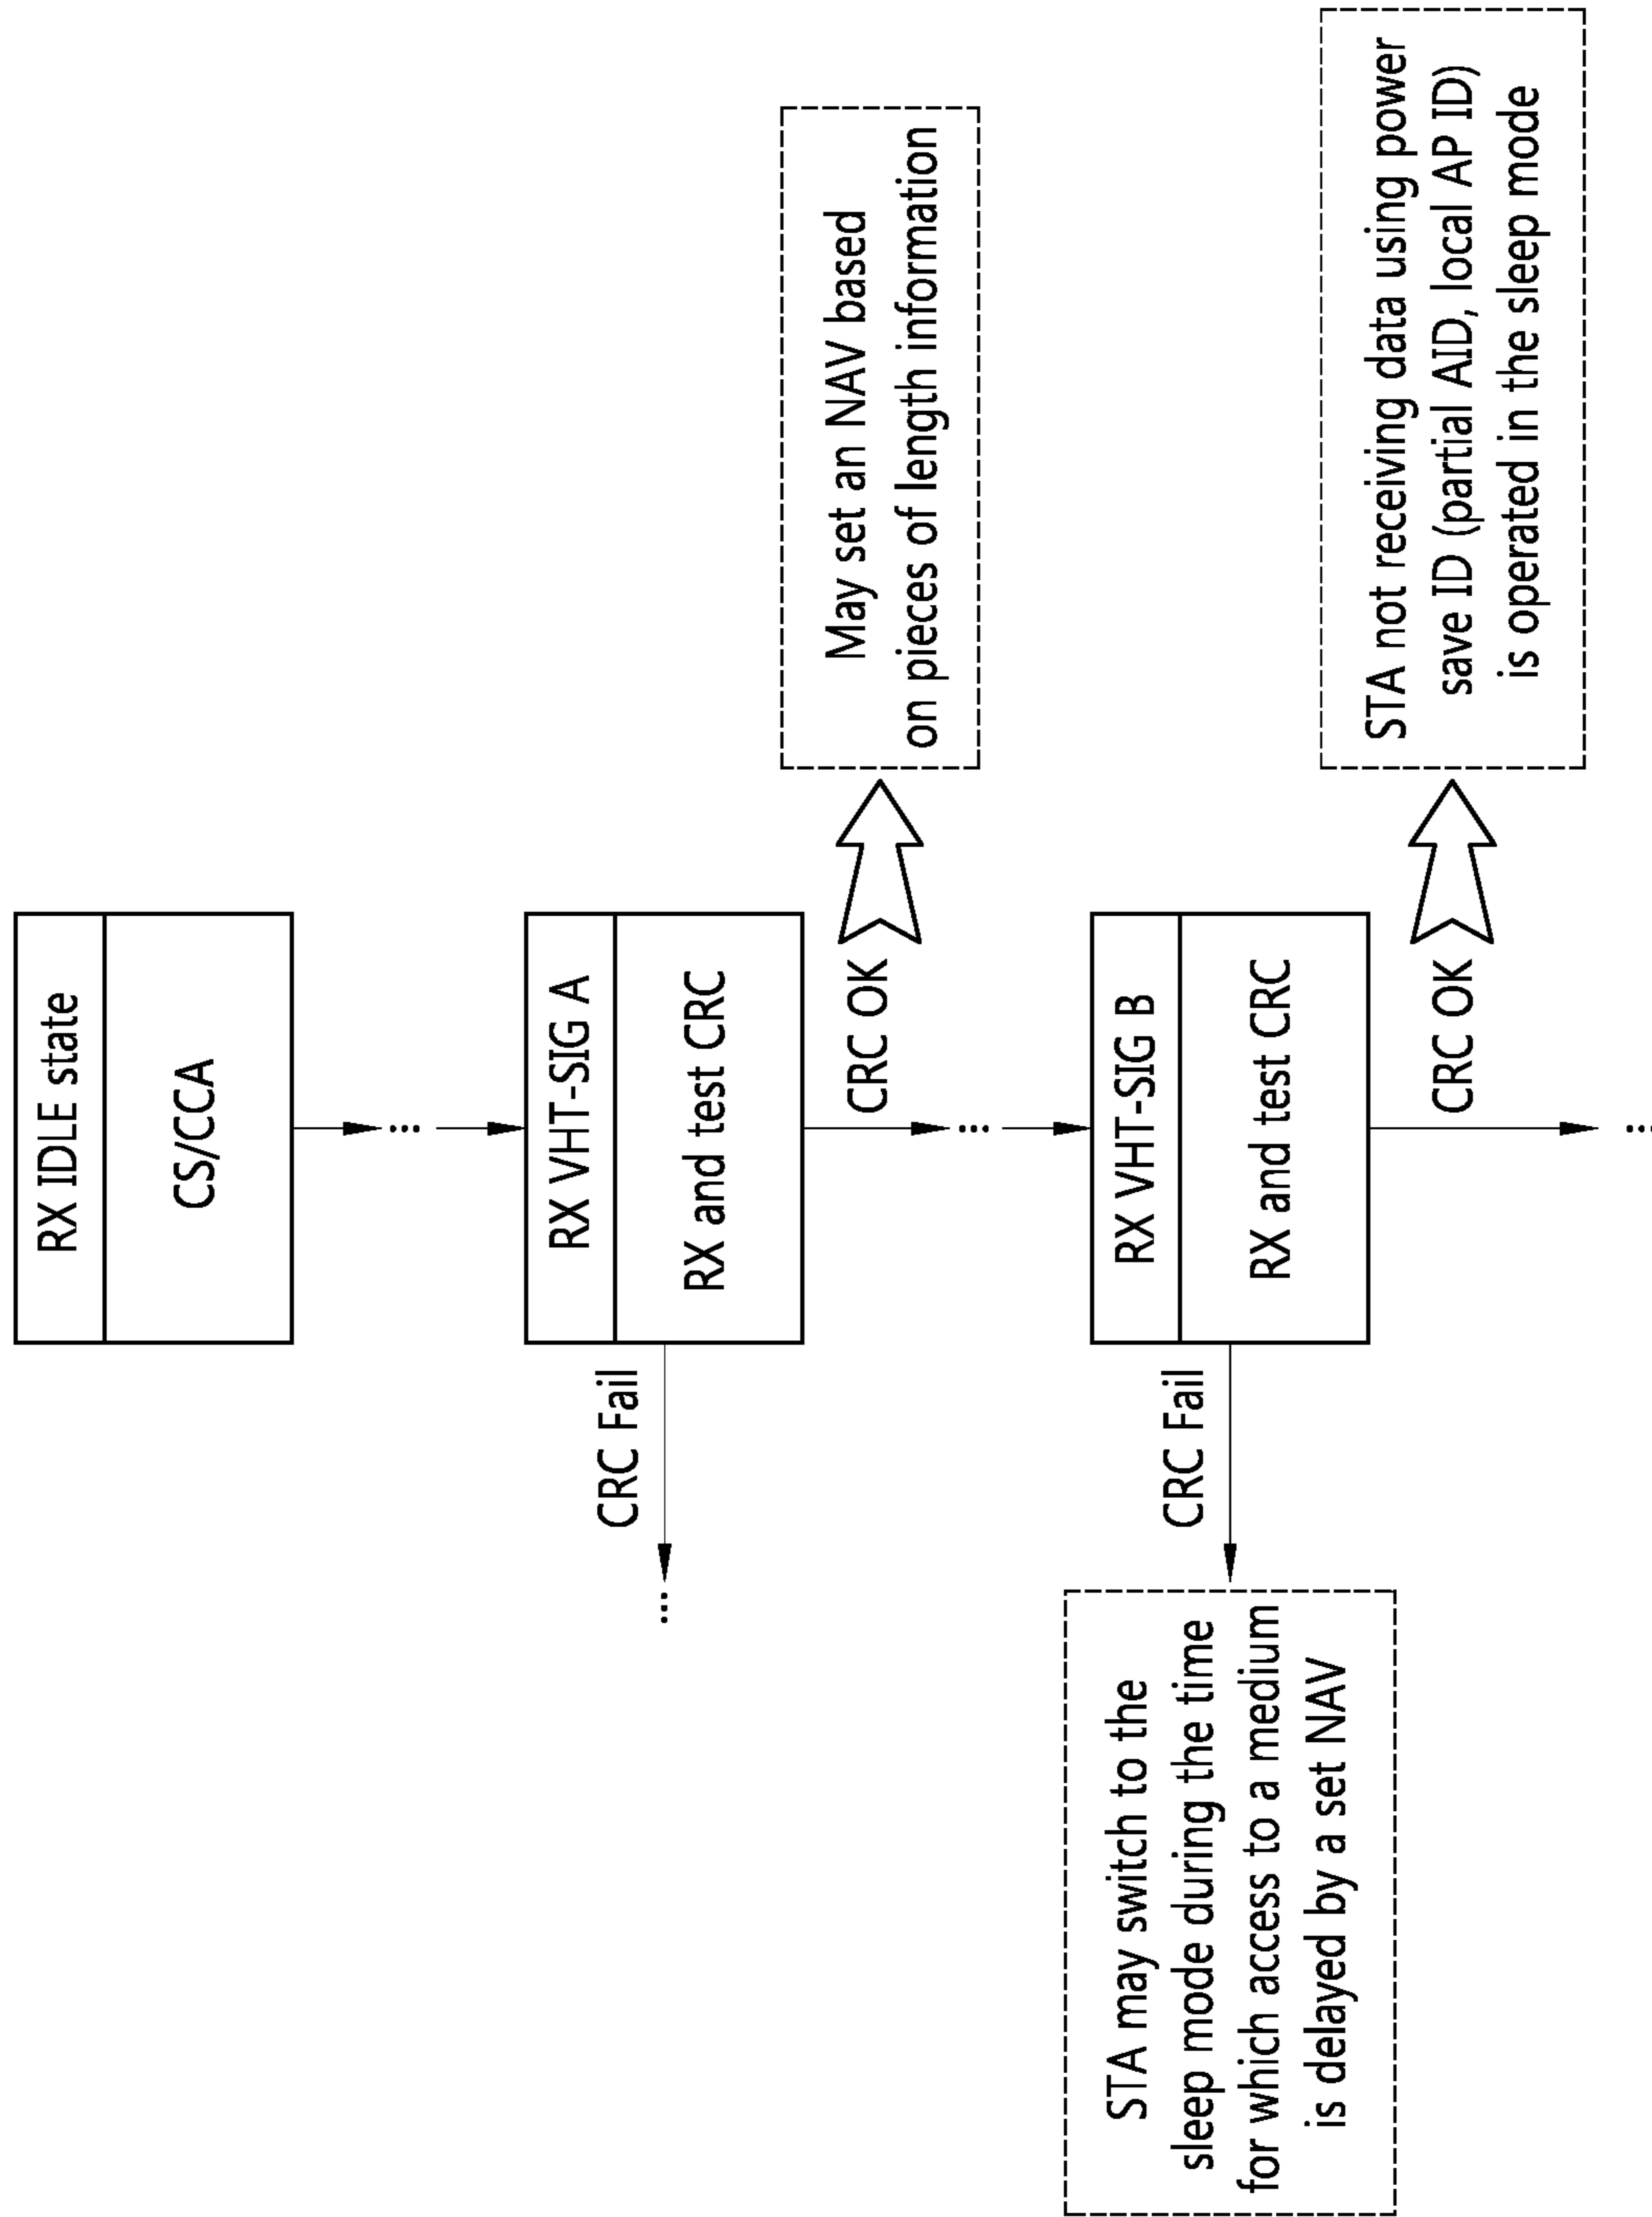 RX IDLE state
CS/CCA
...
RX VHT-SIG A
RX and test CRC
CRC Fail
...
CRC OK
May set an NAV based
on pieces of length information
...
RX VHT-SIG B
RX and test CRC
CRC Fail
STA may switch to the
sleep mode during the time
for which access to a medium
is delayed by a set NAV
CRC OK
STA not receiving data using power
save ID (partial AID, local AP ID)
is operated in the sleep mode
...